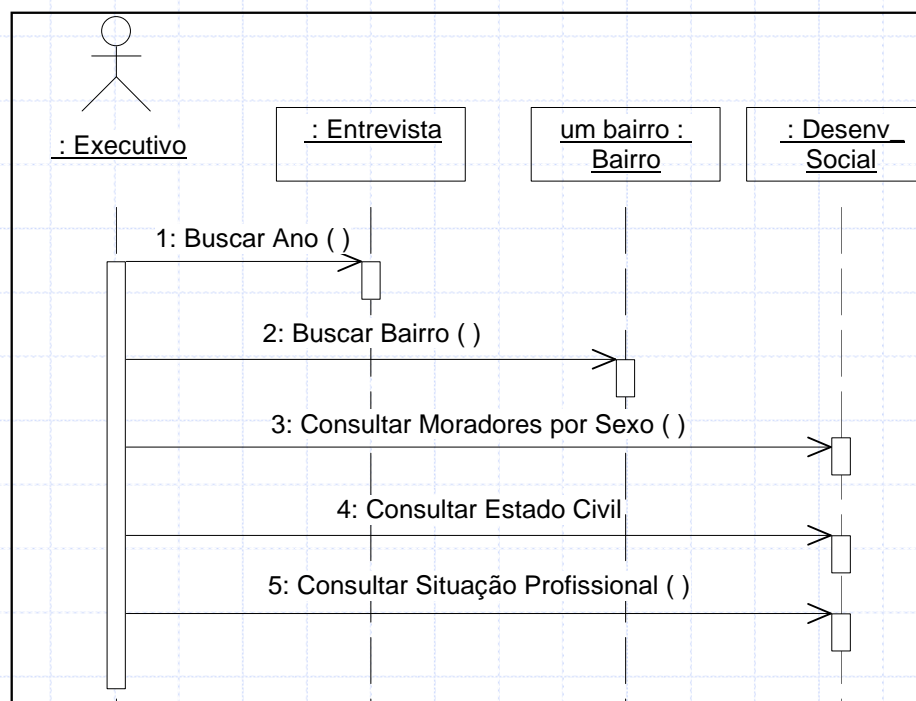 : Executivo
: Entrevista
um bairro :
Bairro
: Desenv_
Social
1: Buscar Ano ( )
2: Buscar Bairro ( )
3: Consultar Moradores por Sexo ( )
4: Consultar Estado Civil
5: Consultar Situação Profissional ( )